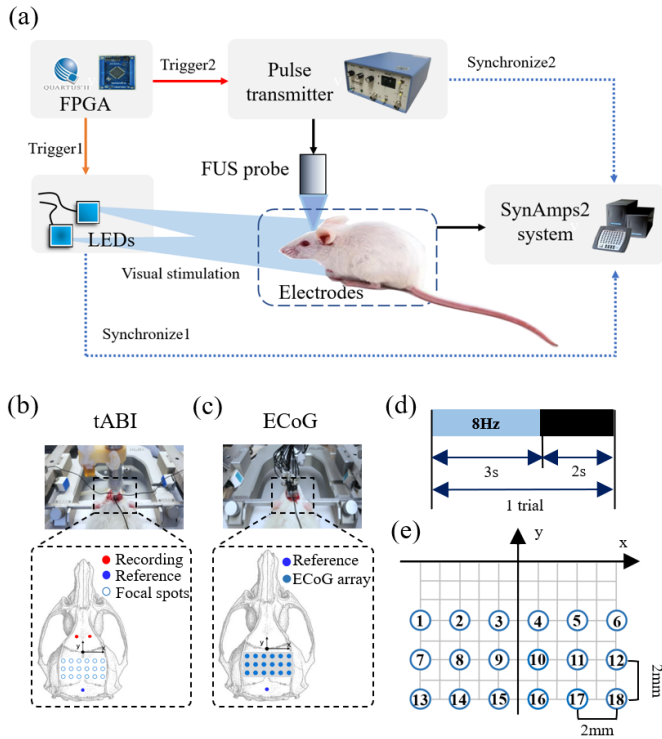 (a)
QUARTUS II
FPGA
Trigger2
Pulse
transmitter
Synchronize2
Trigger1
FUS probe
LEDs
SynAmps2
system
Visual stimulation
Electrodes
Synchronize1
(b)
tABI
(c)
ECoG
(d)
8Hz
3s
2s
1 trial
Recording
Reference
Focal spots
y
x
Reference
ECoG array
y
x
(e)
y
x
1 2 3 4 5 6
7 8 9 10 11 12
13 14 15 16 17 18
2mm
2mm